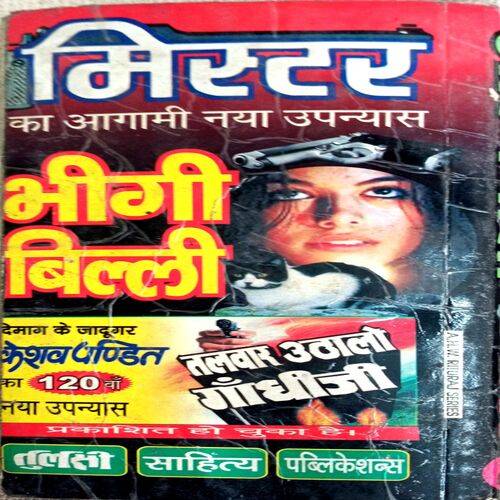 मिस्टर
का आगामी नया उपन्यास
भीगी
बिल्ली
दिमाग के जादूगर
केशव पण्डित
का 120 वाँ
नया उपन्यास
तलवार उठालो
गाँधीजी
प्रकाशित हो चुका है।
तुलसी साहित्य पब्लिकेशन्स